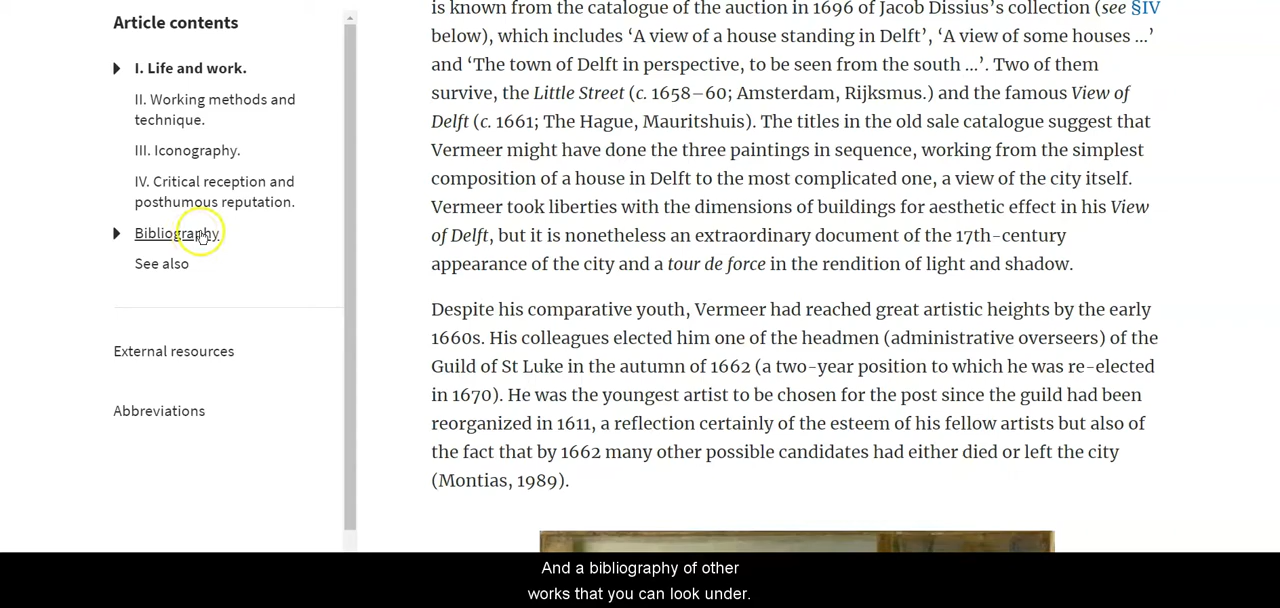 Article contents
I. Life and work.
II. Working methods and
technique.
III. Iconography.
IV. Critical reception and
posthumous reputation.
Bibliography
See also
External resources
Abbreviations
is known from the catalogue of the auction in 1696 of Jacob Dissius’s collection (see §IV
below), which includes ‘A view of a house standing in Delft’, ‘A view of some houses …’
and ‘The town of Delft in perspective, to be seen from the south …’. Two of them
survive, the Little Street (c. 1658–60; Amsterdam, Rijksmus.) and the famous View of
Delft (c. 1661; The Hague, Mauritshuis). The titles in the old sale catalogue suggest that
Vermeer might have done the three paintings in sequence, working from the simplest
composition of a house in Delft to the most complicated one, a view of the city itself.
Vermeer took liberties with the dimensions of buildings for aesthetic effect in his View
of Delft, but it is nonetheless an extraordinary document of the 17th-century
appearance of the city and a tour de force in the rendition of light and shadow.
Despite his comparative youth, Vermeer had reached great artistic heights by the early
1660s. His colleagues elected him one of the headmen (administrative overseers) of the
Guild of St Luke in the autumn of 1662 (a two-year position to which he was re-elected
in 1670). He was the youngest artist to be chosen for the post since the guild had been
reorganized in 1611, a reflection certainly of the esteem of his fellow artists but also of
the fact that by 1662 many other possible candidates had either died or left the city
(Montias, 1989).
And a bibliography of other
works that you can look under.